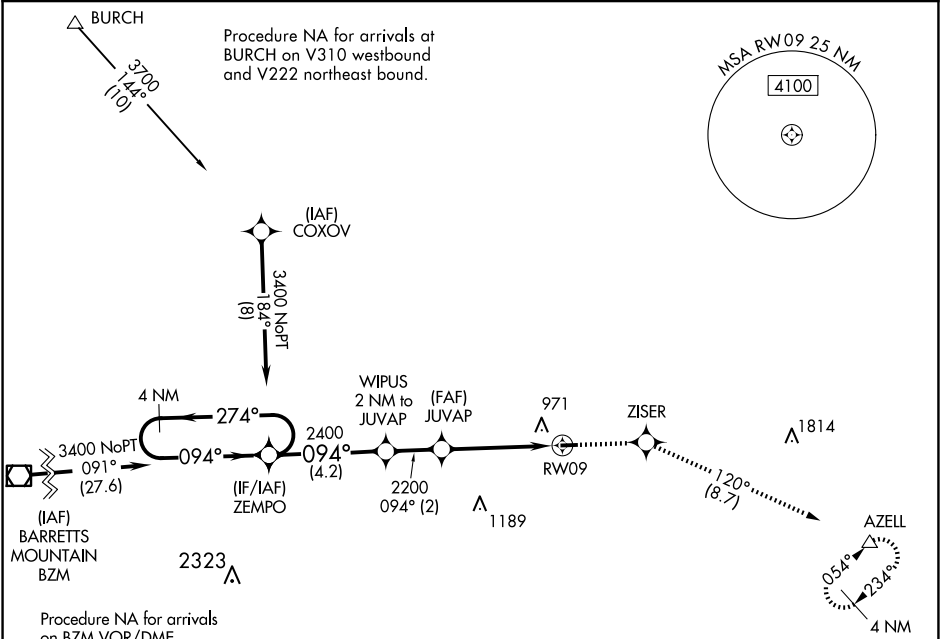 BURCH
Procedure NA for arrivals at
BURCH on V310 westbound
and V222 northeast bound.
MSA RW09 25 NM
4100
3700
144°
(10)
(IAF)
COXOV
3400 NoPT
184°
(8)
4 NM
274°
094°
3400 NoPT
091°
(27.6)
(IAF)
BARRETTS
MOUNTAIN
BZM
(IF/IAF)
ZEMPO
2400
094°
(4.2)
WIPUS
2 NM to
JUVAP
(FAF)
JUVAP
2200
094° (2)
971
RW09
ZISER
1814
1189
120°
(8.7)
AZELL
054°
234°
4 NM
2323
Procedure NA for arrivals
on BZM VOR/DME